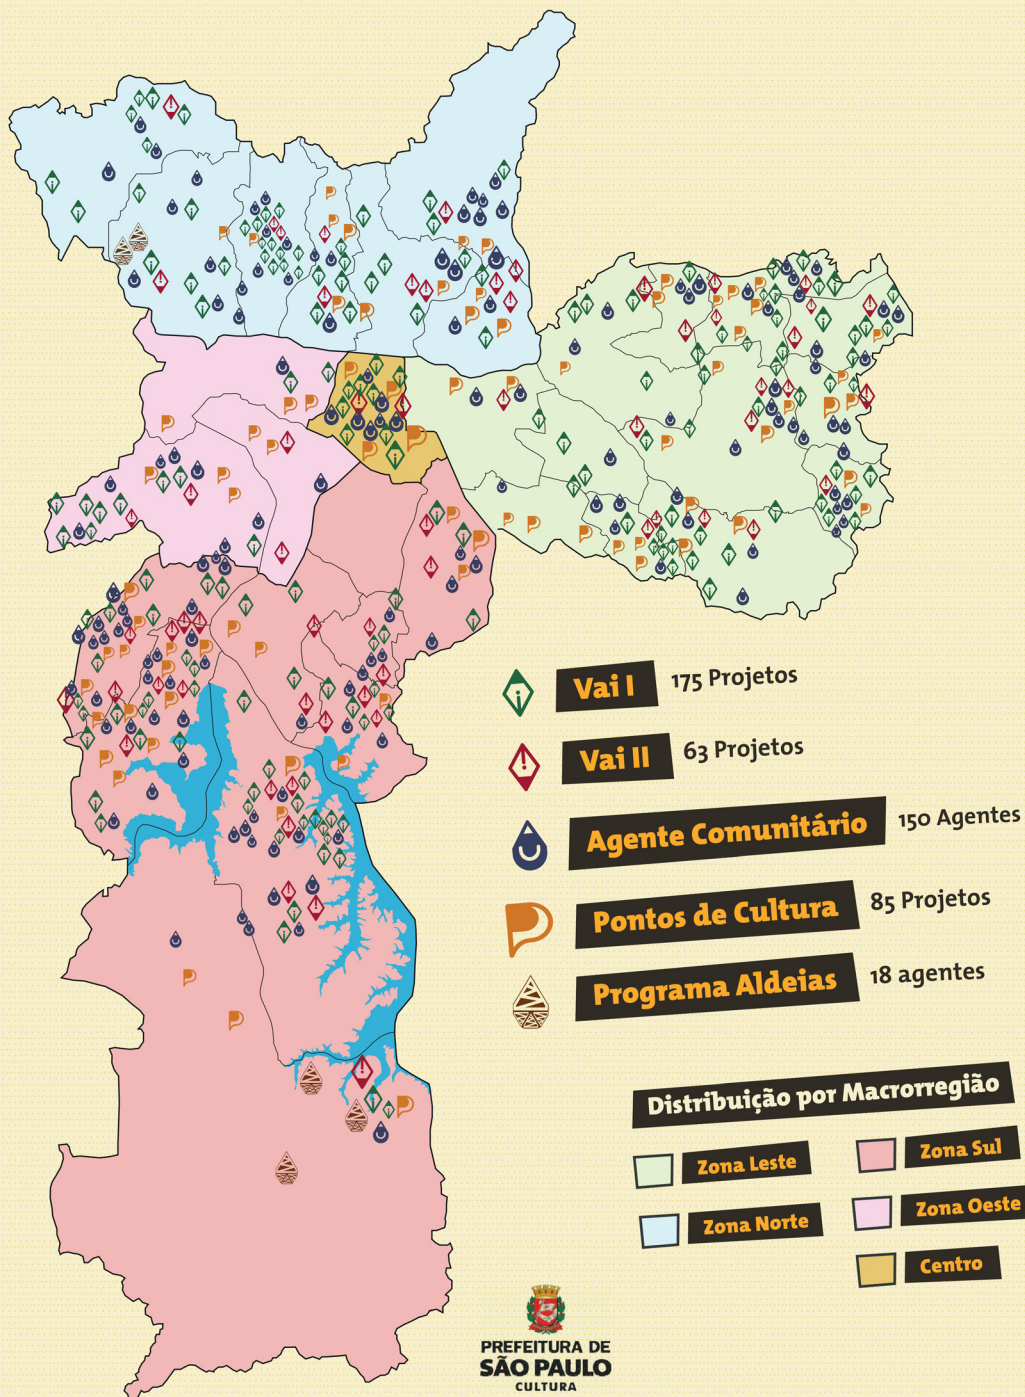 Vai I 175 Projetos
Vai II 63 Projetos
Agente Comunitário 150 Agentes
Pontos de Cultura 85 Projetos
Programa Aldeias 18 agentes
Distribuição por Macrorregião
Zona Leste
Zona Sul
Zona Norte
Zona Oeste
Centro
PREFEITURA DE
SÃO PAULO
CULTURA